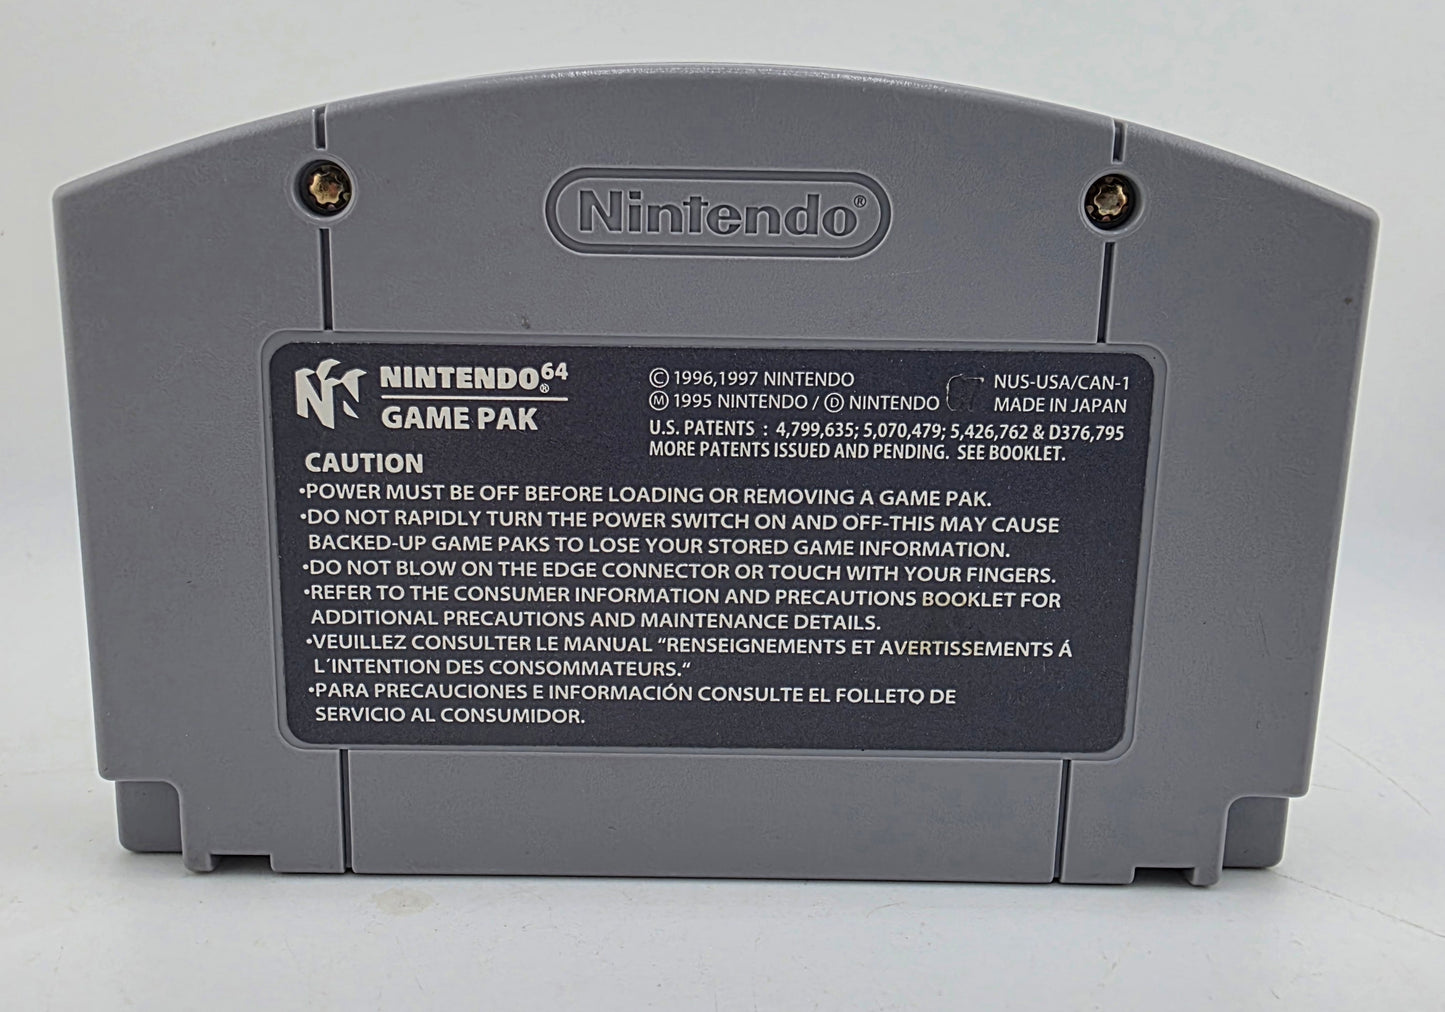 Nintendo®
NINTENDO®64
GAME PAK
© 1996,1997 NINTENDO
Ⓜ 1995 NINTENDO / Ⓓ NINTENDO
NUS-USA/CAN-1
MADE IN JAPAN
U.S. PATENTS : 4,799,635; 5,070,479; 5,426,762 & D376,795
MORE PATENTS ISSUED AND PENDING. SEE BOOKLET.
CAUTION
•POWER MUST BE OFF BEFORE LOADING OR REMOVING A GAME PAK.
•DO NOT RAPIDLY TURN THE POWER SWITCH ON AND OFF-THIS MAY CAUSE
BACKED-UP GAME PAKS TO LOSE YOUR STORED GAME INFORMATION.
•DO NOT BLOW ON THE EDGE CONNECTOR OR TOUCH WITH YOUR FINGERS.
•REFER TO THE CONSUMER INFORMATION AND PRECAUTIONS BOOKLET FOR
ADDITIONAL PRECAUTIONS AND MAINTENANCE DETAILS.
•VEUILLEZ CONSULTER LE MANUAL “RENSEIGNEMENTS ET AVERTISSEMENTS Á
L´INTENTION DES CONSOMMATEURS.“
•PARA PRECAUCIONES E INFORMACIÓN CONSULTE EL FOLLETO DE
SERVICIO AL CONSUMIDOR.